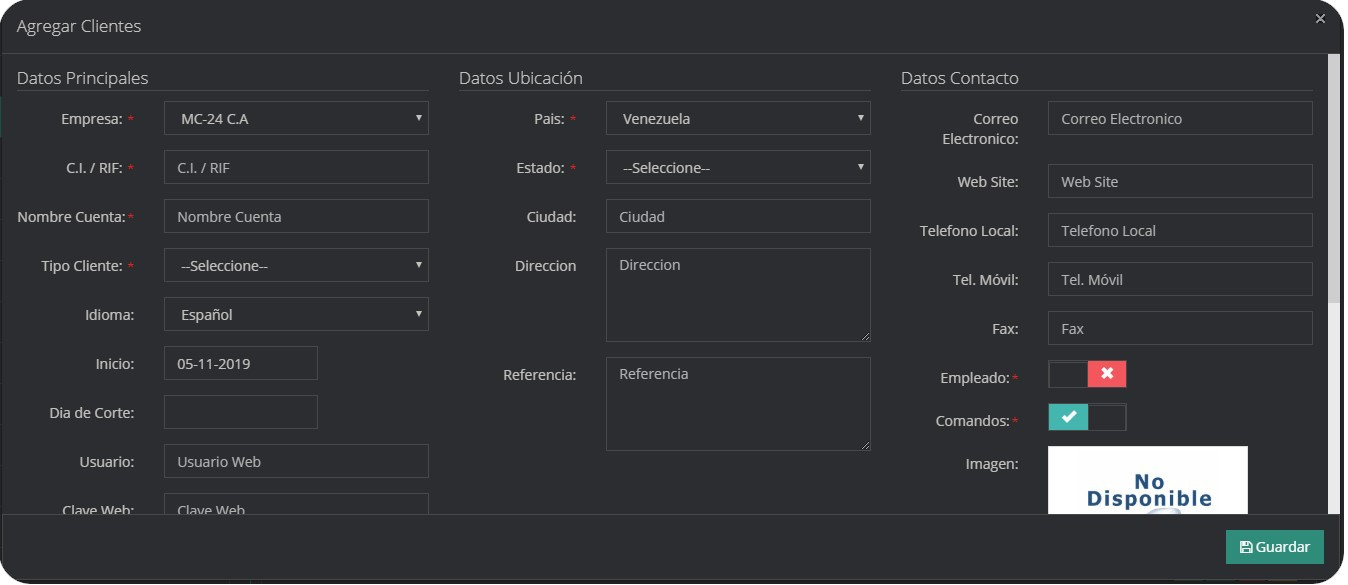 Agregar Clientes
×
Datos Principales
Empresa: * MC-24 C.A
C.I. / RIF: * C.I. / RIF
Nombre Cuenta: * Nombre Cuenta
Tipo Cliente: * --Seleccione--
Idioma: Español
Inicio: 05-11-2019
Dia de Corte:
Usuario: Usuario Web
Clave Web: Clave Web
Datos Ubicación
Pais: * Venezuela
Estado: * --Seleccione--
Ciudad: Ciudad
Direccion Direccion
Referencia: Referencia
Datos Contacto
Correo
Electronico: Correo Electronico
Web Site: Web Site
Telefono Local: Telefono Local
Tel. Móvil: Tel. Móvil
Fax: Fax
Empleado: *
Comandos: *
Imagen:
No
Disponible
Guardar